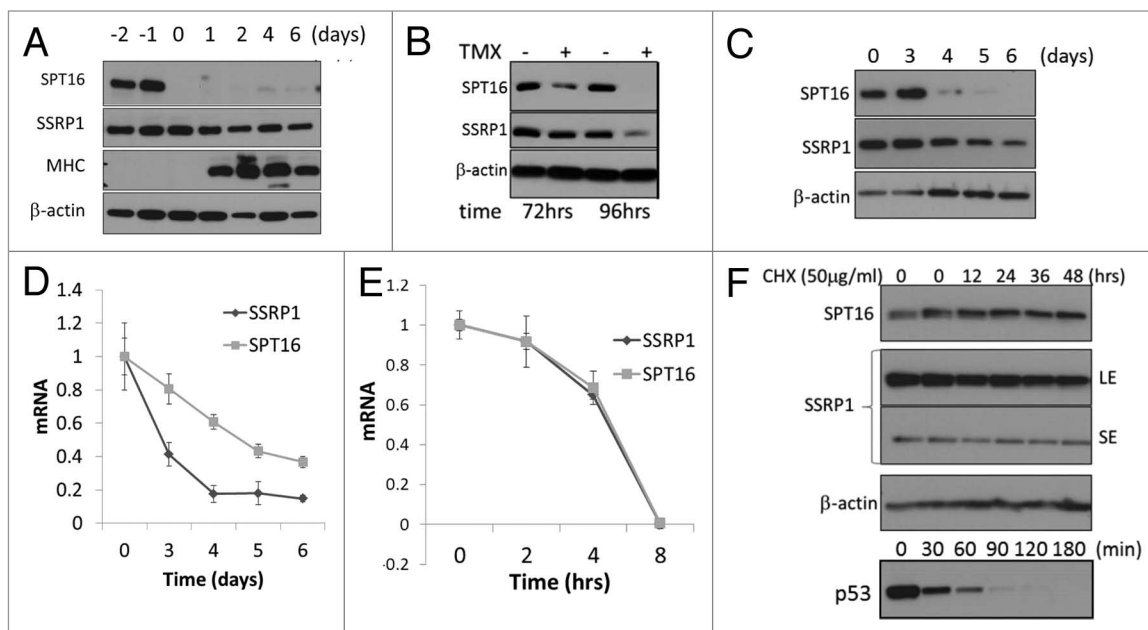 A
-2 -1 0 1 2 4 6 (days)
SPT16
SSRP1
MHC
β-actin
B
TMX - + - +
SPT16
SSRP1
β-actin
time 72hrs 96hrs
C
0 3 4 5 6 (days)
SPT16
SSRP1
β-actin
D
1.4
1.2
1
0.8
0.6
0.4
0.2
0
mRNA
SSRP1
SPT16
0 3 4 5 6
Time (days)
E
1.2
1
0.8
0.6
0.4
0.2
0
-0.2
mRNA
SSRP1
SPT16
0 2 4 8
Time (hrs)
F
CHX (50μg/ml) 0 0 12 24 36 48 (hrs)
SPT16
SSRP1
LE
SE
β-actin
0 30 60 90 120 180 (min)
p53